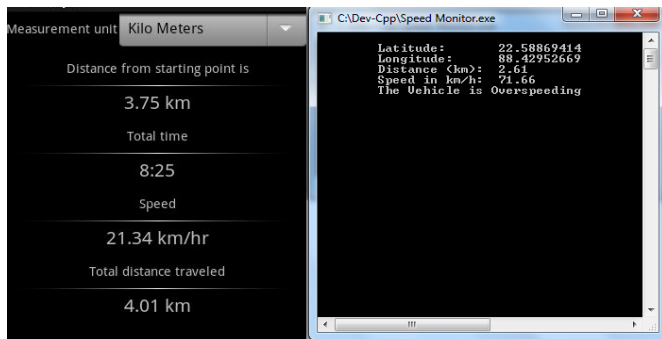 Measurement unit Kilo Meters
Distance from starting point is
3.75 km
Total time
8:25
Speed
21.34 km/hr
Total distance traveled
4.01 km
C:\Dev-Cpp\Speed Monitor.exe
Latitude: 22.58869414
Longitude: 88.42952669
Distance (km): 2.61
Speed in km/h: 71.66
The Vehicle is Overspeeding